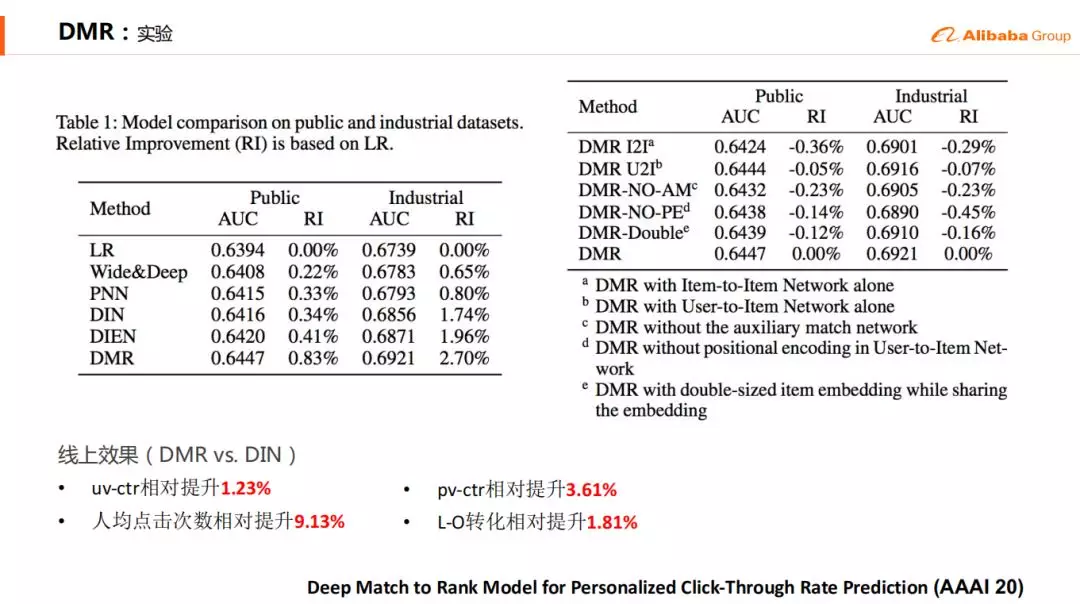 DMR：实验
Alibaba Group
Table 1: Model comparison on public and industrial datasets.
Relative Improvement (RI) is based on LR.
Method Public Industrial
AUC RI AUC RI
LR 0.6394 0.00% 0.6739 0.00%
Wide&Deep 0.6408 0.22% 0.6783 0.65%
PNN 0.6415 0.33% 0.6793 0.80%
DIN 0.6416 0.34% 0.6856 1.74%
DIEN 0.6420 0.41% 0.6871 1.96%
DMR 0.6447 0.83% 0.6921 2.70%
Method Public Industrial
AUC RI AUC RI
DMR I2Iᵃ 0.6424 -0.36% 0.6901 -0.29%
DMR U2Iᵇ 0.6444 -0.05% 0.6916 -0.07%
DMR-NO-AMᶜ 0.6432 -0.23% 0.6905 -0.23%
DMR-NO-PEᵈ 0.6438 -0.14% 0.6890 -0.45%
DMR-Doubleᵉ 0.6439 -0.12% 0.6910 -0.16%
DMR 0.6447 0.00% 0.6921 0.00%
ᵃ DMR with Item-to-Item Network alone
ᵇ DMR with User-to-Item Network alone
ᶜ DMR without the auxiliary match network
ᵈ DMR without positional encoding in User-to-Item Net-
work
ᵉ DMR with double-sized item embedding while sharing
the embedding
线上效果（DMR vs. DIN）
• uv-ctr相对提升1.23%
• pv-ctr相对提升3.61%
• 人均点击次数相对提升9.13%
• L-O转化相对提升1.81%
Deep Match to Rank Model for Personalized Click-Through Rate Prediction (AAAI 20)